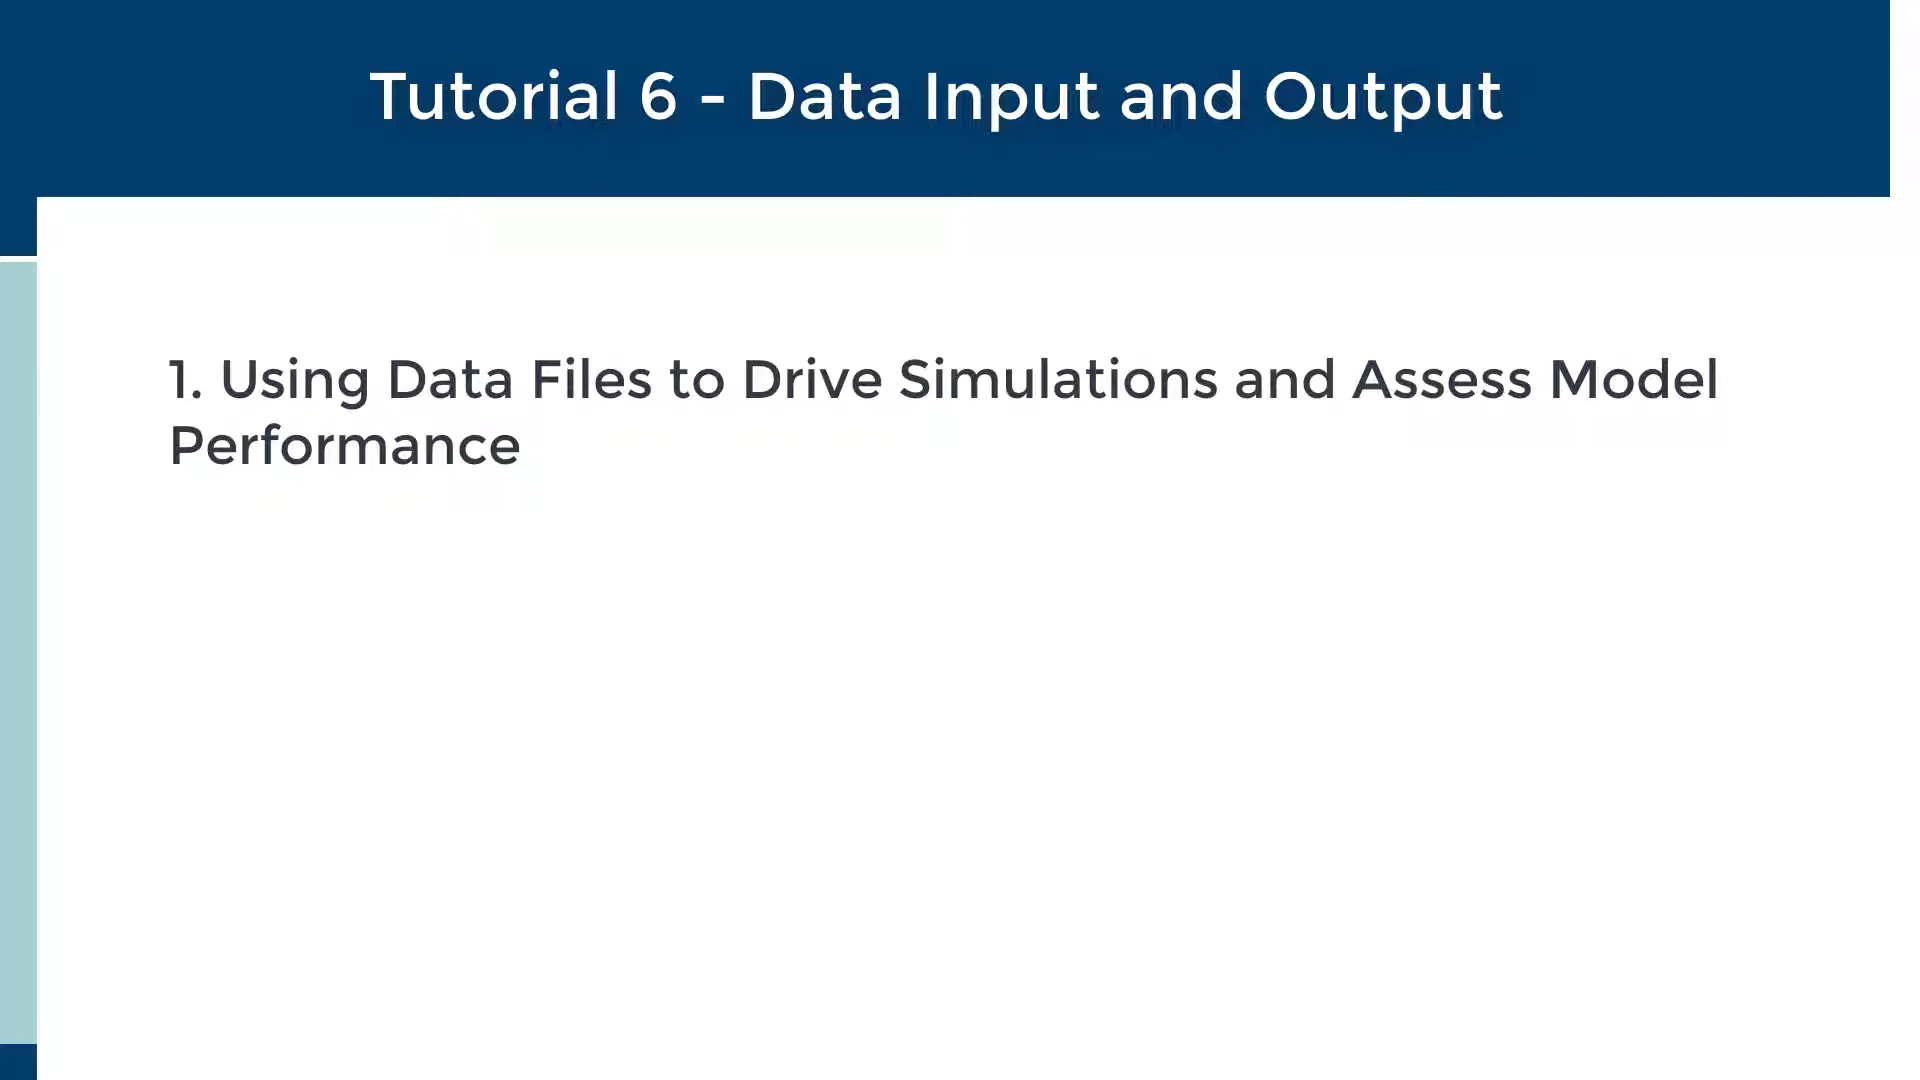 Tutorial 6 - Data Input and Output
1. Using Data Files to Drive Simulations and Assess Model
Performance